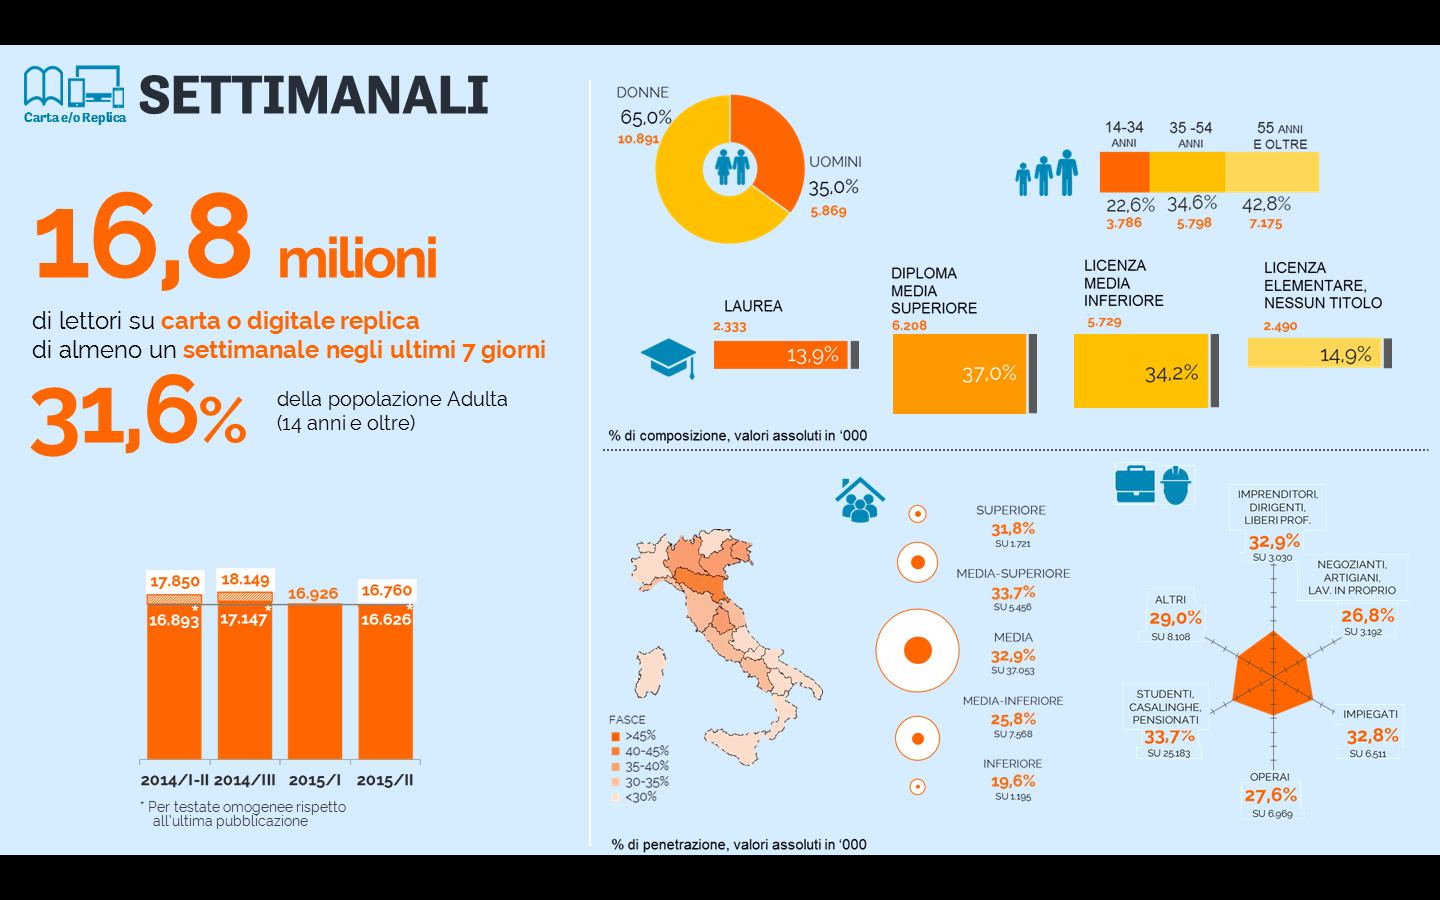 Carta e/o Replica
SETTIMANALI
16,8 milioni
di lettori su carta o digitale replica
di almeno un settimanale negli ultimi 7 giorni
31,6%
della popolazione Adulta
(14 anni e oltre)
17.850
18.149
16.926
16.760
16.893
*
17.147
*
16.626
*
2014/I-II
2014/III
2015/I
2015/II
* Per testate omogenee rispetto
all'ultima pubblicazione
DONNE
65,0%
10.891
UOMINI
35,0%
5.869
14-34
ANNI
22,6%
3.786
35 -54
ANNI
34,6%
5.798
55 ANNI
E OLTRE
42,8%
7.175
LAUREA
2.333
13,9%
DIPLOMA
MEDIA
SUPERIORE
6.208
37,0%
LICENZA
MEDIA
INFERIORE
5.729
34,2%
LICENZA
ELEMENTARE,
NESSUN TITOLO
2.490
14,9%
% di composizione, valori assoluti in ‘000
FASCE
>45%
40-45%
35-40%
30-35%
<30%
SUPERIORE
31,8%
SU 1.721
MEDIA-SUPERIORE
33,7%
SU 5.456
MEDIA
32,9%
SU 37.053
MEDIA-INFERIORE
25,8%
SU 7.568
INFERIORE
19,6%
SU 1.195
IMPRENDITORI,
DIRIGENTI,
LIBERI PROF.
32,9%
SU 3.030
NEGOZIANTI,
ARTIGIANI,
LAV. IN PROPRIO
26,8%
SU 3.192
IMPIEGATI
32,8%
SU 6.511
OPERAI
27,6%
SU 6.969
STUDENTI,
CASALINGHE,
PENSIONATI
33,7%
SU 25.183
ALTRI
29,0%
SU 8.108
% di penetrazione, valori assoluti in ‘000